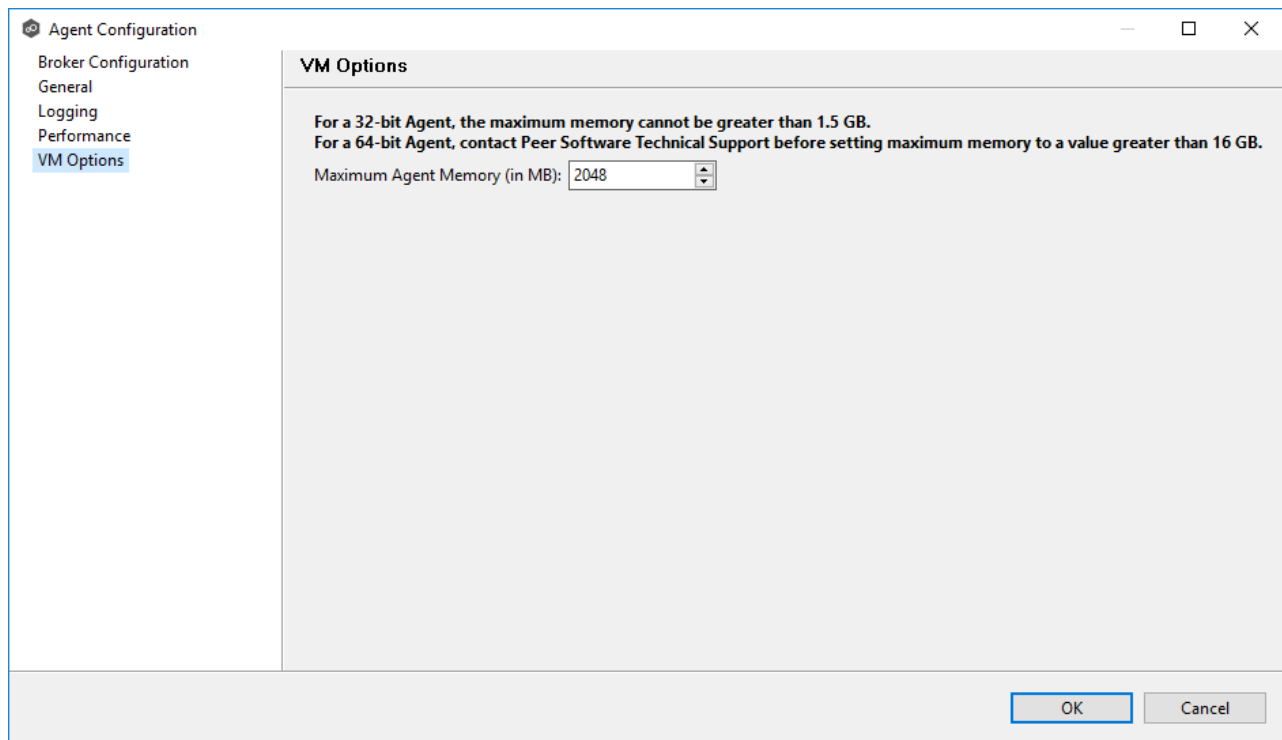 Agent Configuration
Broker Configuration
General
Logging
Performance
VM Options
VM Options
For a 32-bit Agent, the maximum memory cannot be greater than 1.5 GB.
For a 64-bit Agent, contact Peer Software Technical Support before setting maximum memory to a value greater than 16 GB.
Maximum Agent Memory (in MB): 2048
OK Cancel